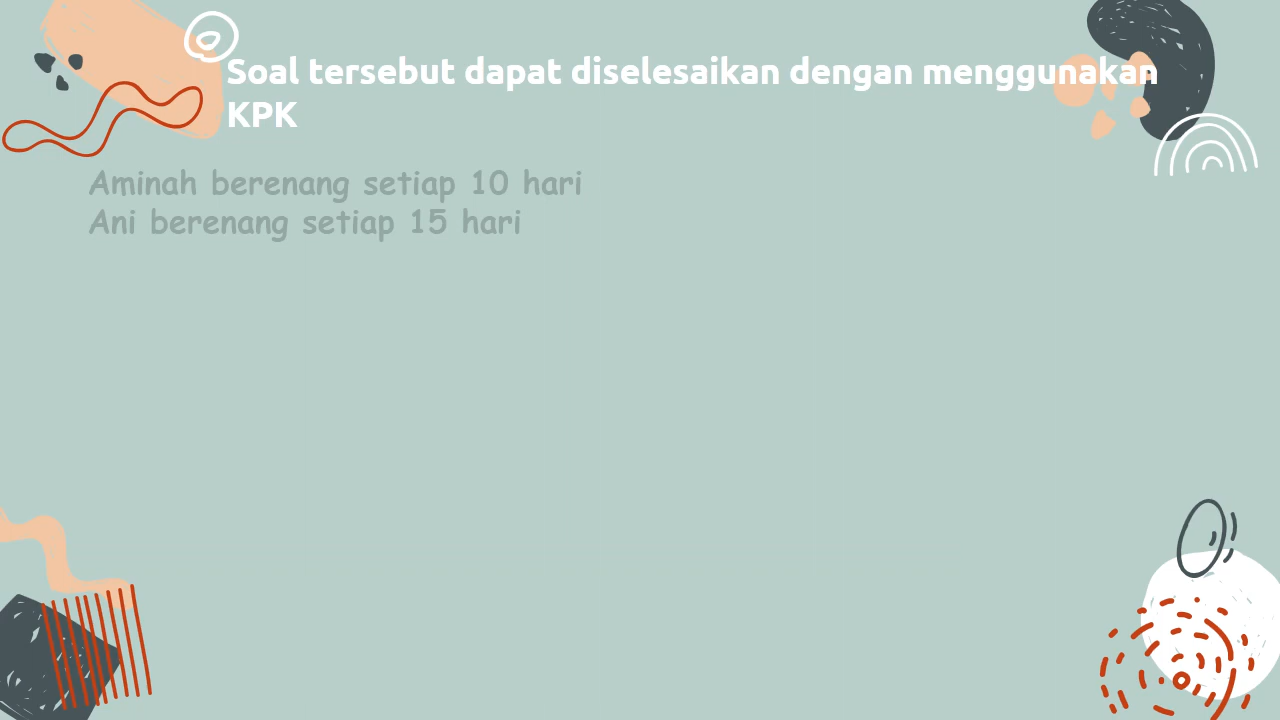 Soal tersebut dapat diselesaikan dengan menggunakan
KPK
Aminah berenang setiap 10 hari
Ani berenang setiap 15 hari